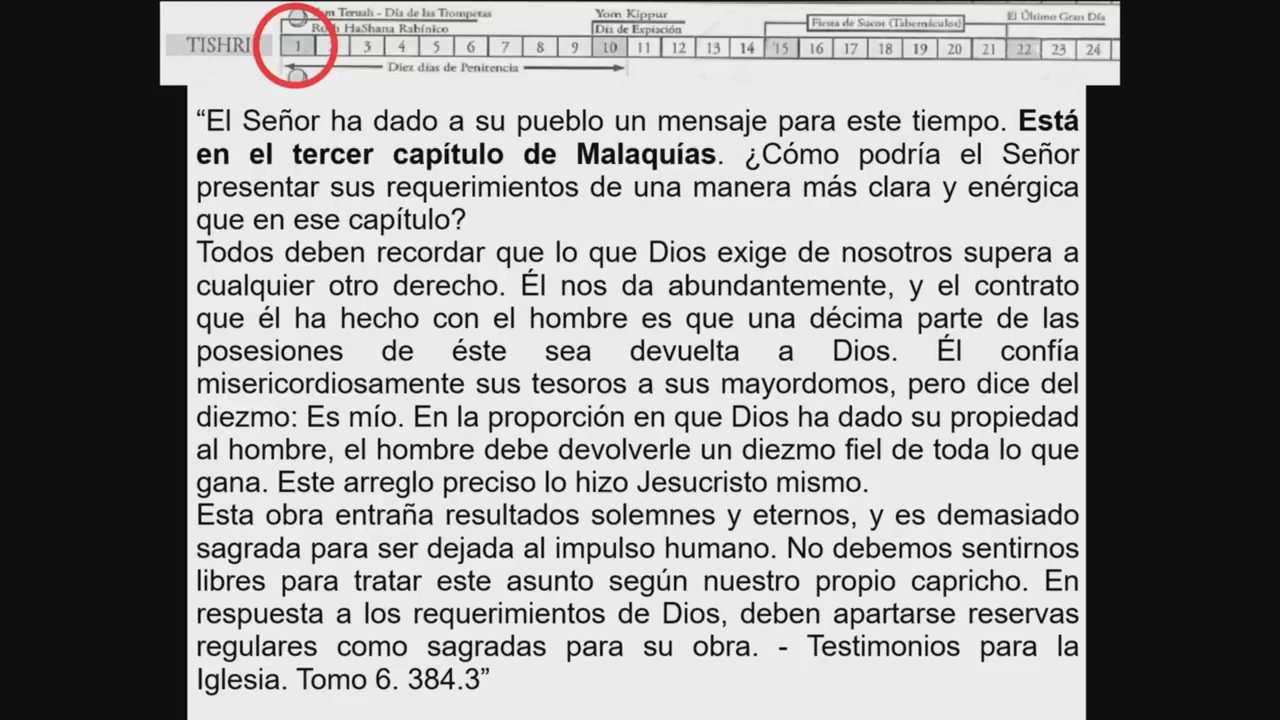 Yom Teruah - Día de las Trompetas
Rosh HaShana Rabínico
Yom Kippur
Día de Expiación
Fiesta de Sucot (Tabernáculos)
El Último Gran Día
TISHRI 1 2 3 4 5 6 7 8 9 10 11 12 13 14 15 16 17 18 19 20 21 22 23 24
Diez días de Penitencia
“El Señor ha dado a su pueblo un mensaje para este tiempo. Está
en el tercer capítulo de Malaquías. ¿Cómo podría el Señor
presentar sus requerimientos de una manera más clara y enérgica
que en ese capítulo?
Todos deben recordar que lo que Dios exige de nosotros supera a
cualquier otro derecho. Él nos da abundantemente, y el contrato
que él ha hecho con el hombre es que una décima parte de las
posesiones de éste sea devuelta a Dios. Él confía
misericordiosamente sus tesoros a sus mayordomos, pero dice del
diezmo: Es mío. En la proporción en que Dios ha dado su propiedad
al hombre, el hombre debe devolverle un diezmo fiel de toda lo que
gana. Este arreglo preciso lo hizo Jesucristo mismo.
Esta obra entraña resultados solemnes y eternos, y es demasiado
sagrada para ser dejada al impulso humano. No debemos sentirnos
libres para tratar este asunto según nuestro propio capricho. En
respuesta a los requerimientos de Dios, deben apartarse reservas
regulares como sagradas para su obra. - Testimonios para la
Iglesia. Tomo 6. 384.3”